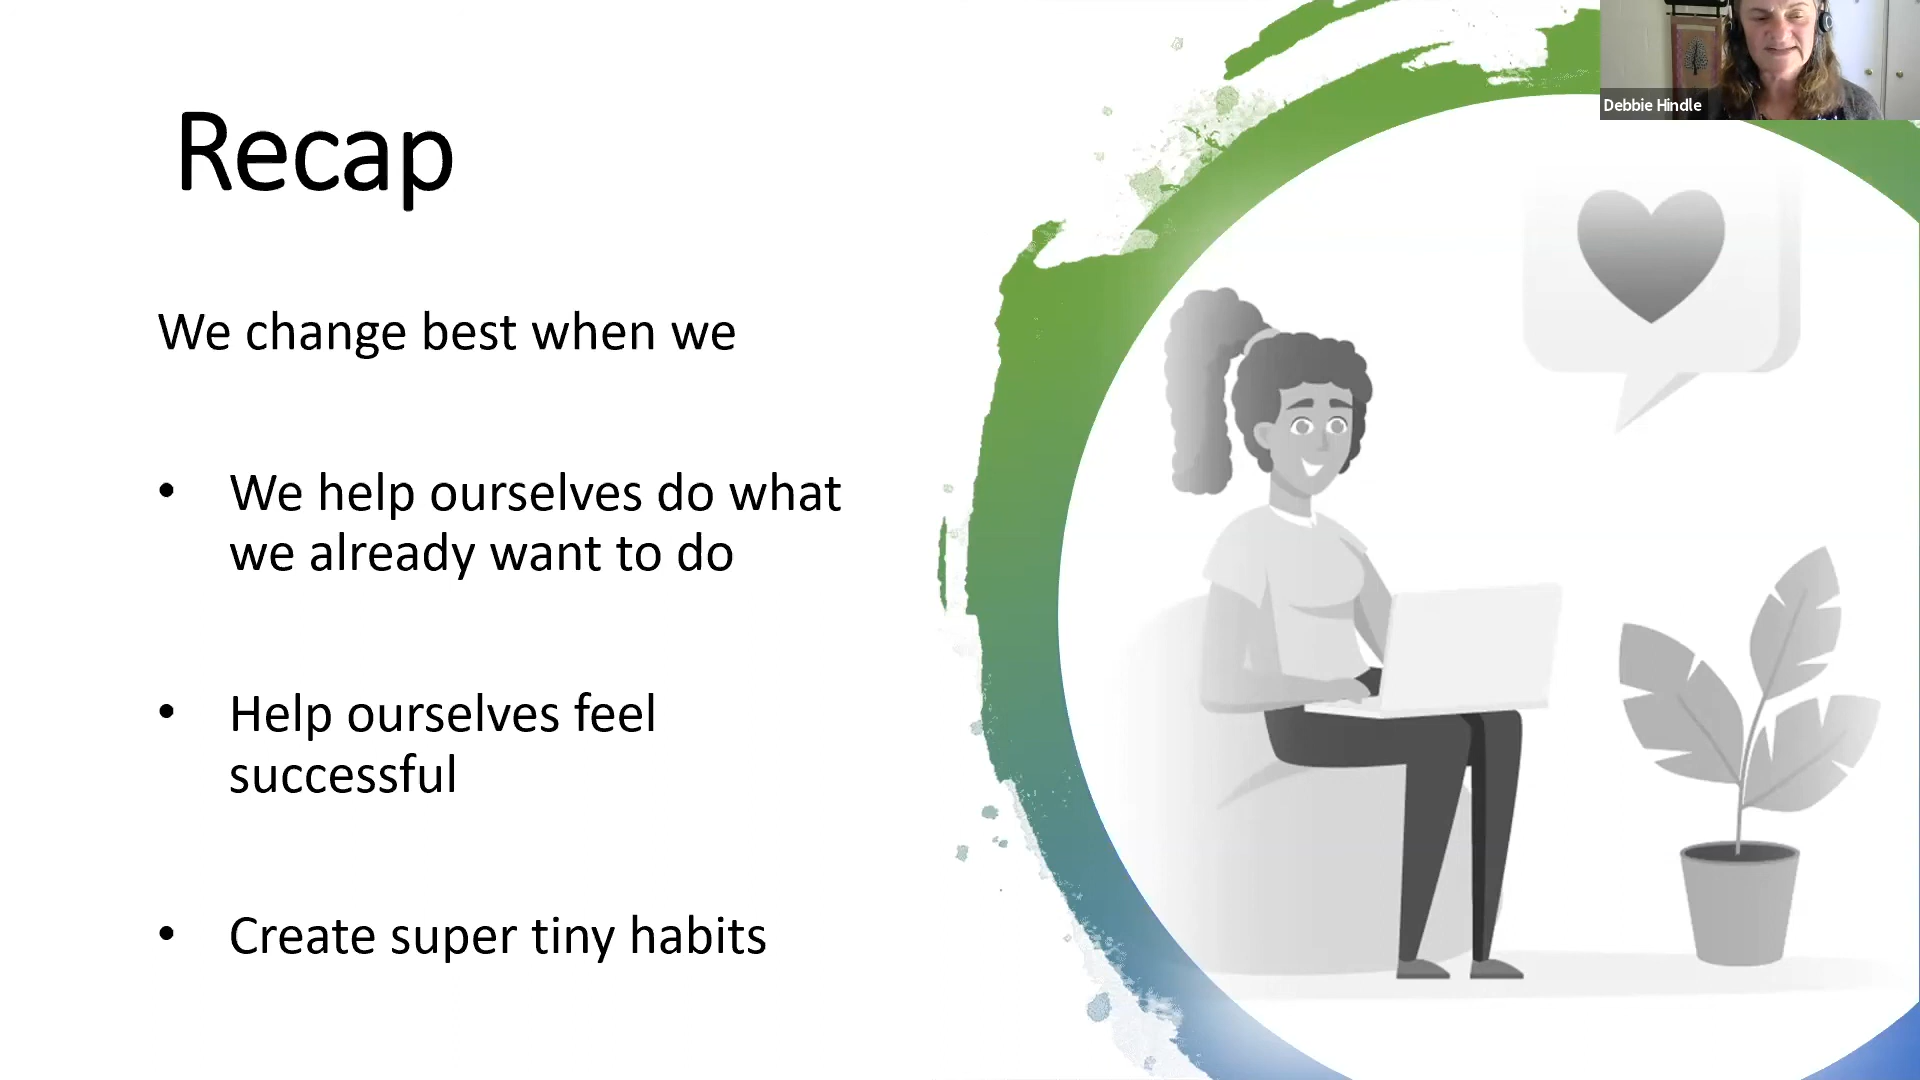 Recap
We change best when we
• We help ourselves do what
we already want to do
• Help ourselves feel
successful
• Create super tiny habits
Debbie Hindle